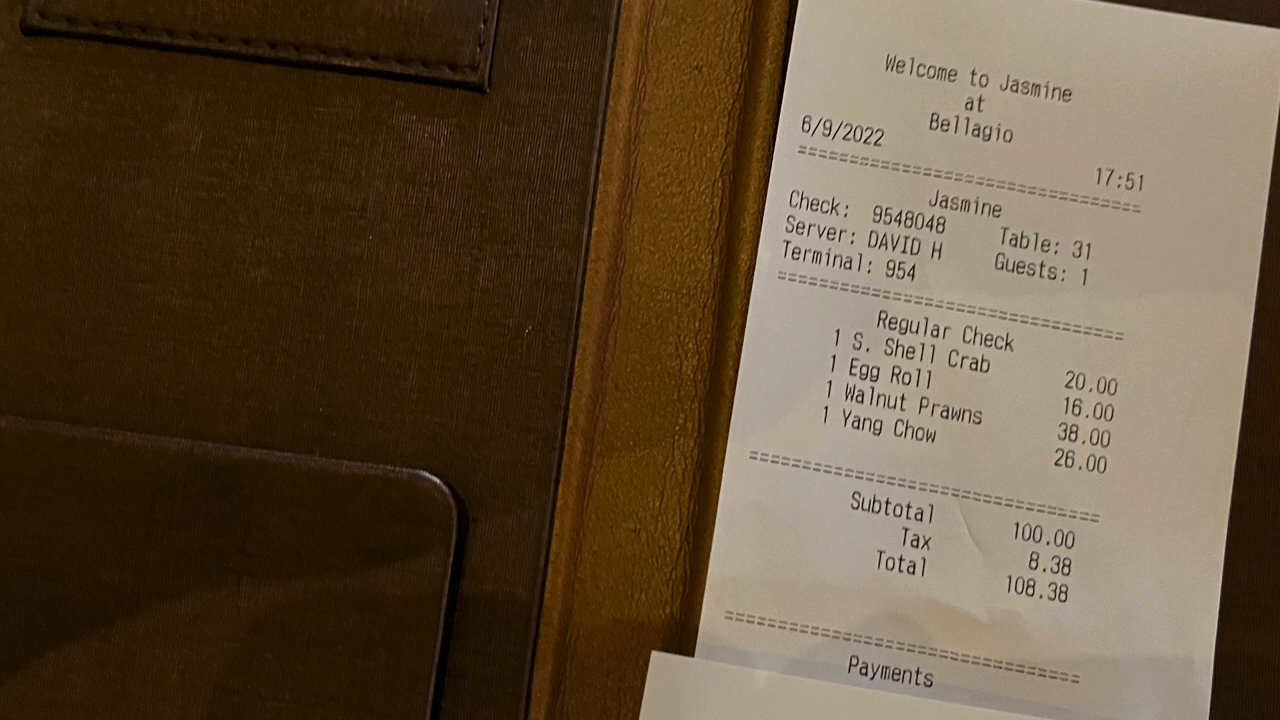 Welcome to Jasmine
at
Bellagio
6/9/2022 17:51
==============================
Jasmine
Check: 9548048 Table: 31
Server: DAVID H Guests: 1
Terminal: 954
==============================
Regular Check
1 S. Shell Crab 20.00
1 Egg Roll 16.00
1 Walnut Prawns 38.00
1 Yang Chow 26.00
==============================
Subtotal 100.00
Tax 8.38
Total 108.38
==============================
Payments